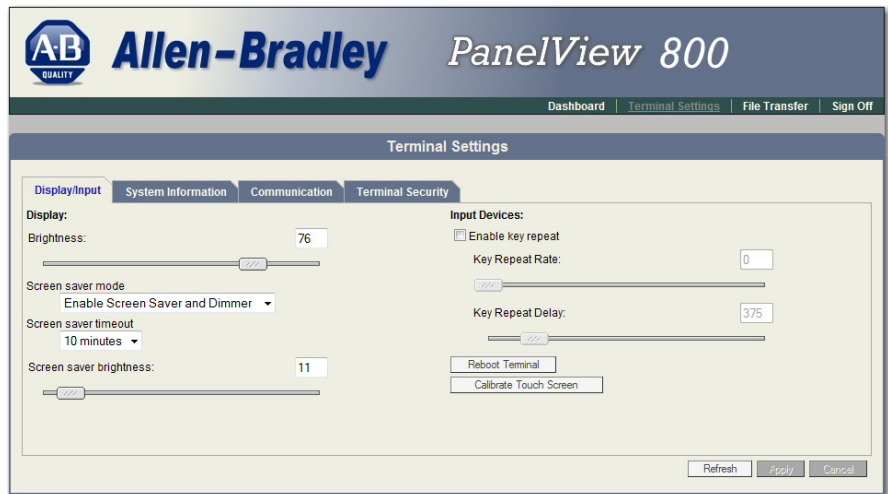 A·B QUALITY Allen-Bradley PanelView 800
Dashboard | Terminal Settings | File Transfer | Sign Off
Terminal Settings
Display/Input System Information Communication Terminal Security
Display:
Brightness: 76
Screen saver mode
Enable Screen Saver and Dimmer
Screen saver timeout
10 minutes
Screen saver brightness: 11
Input Devices:
Enable key repeat
Key Repeat Rate: 0
Key Repeat Delay: 375
Reboot Terminal
Calibrate Touch Screen
Refresh Apply Cancel